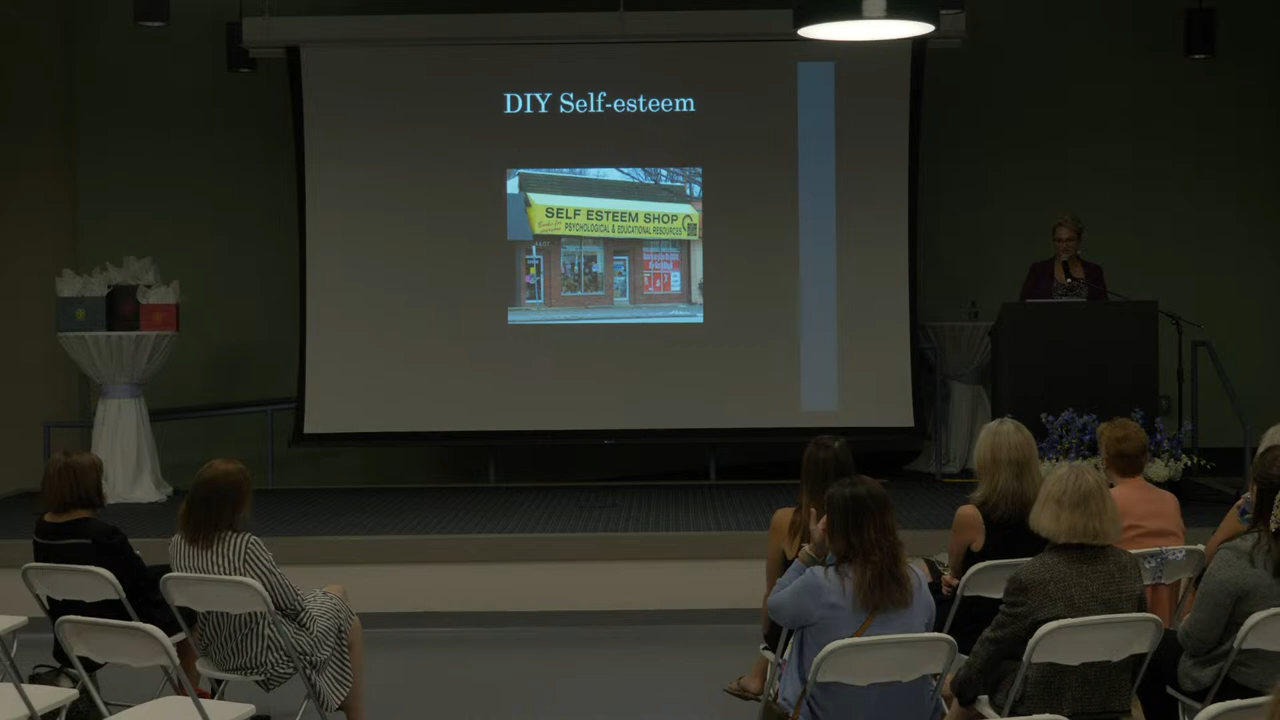 DIY Self-esteem
SELF ESTEEM SHOP
PSYCHOLOGICAL & EDUCATIONAL RESOURCES